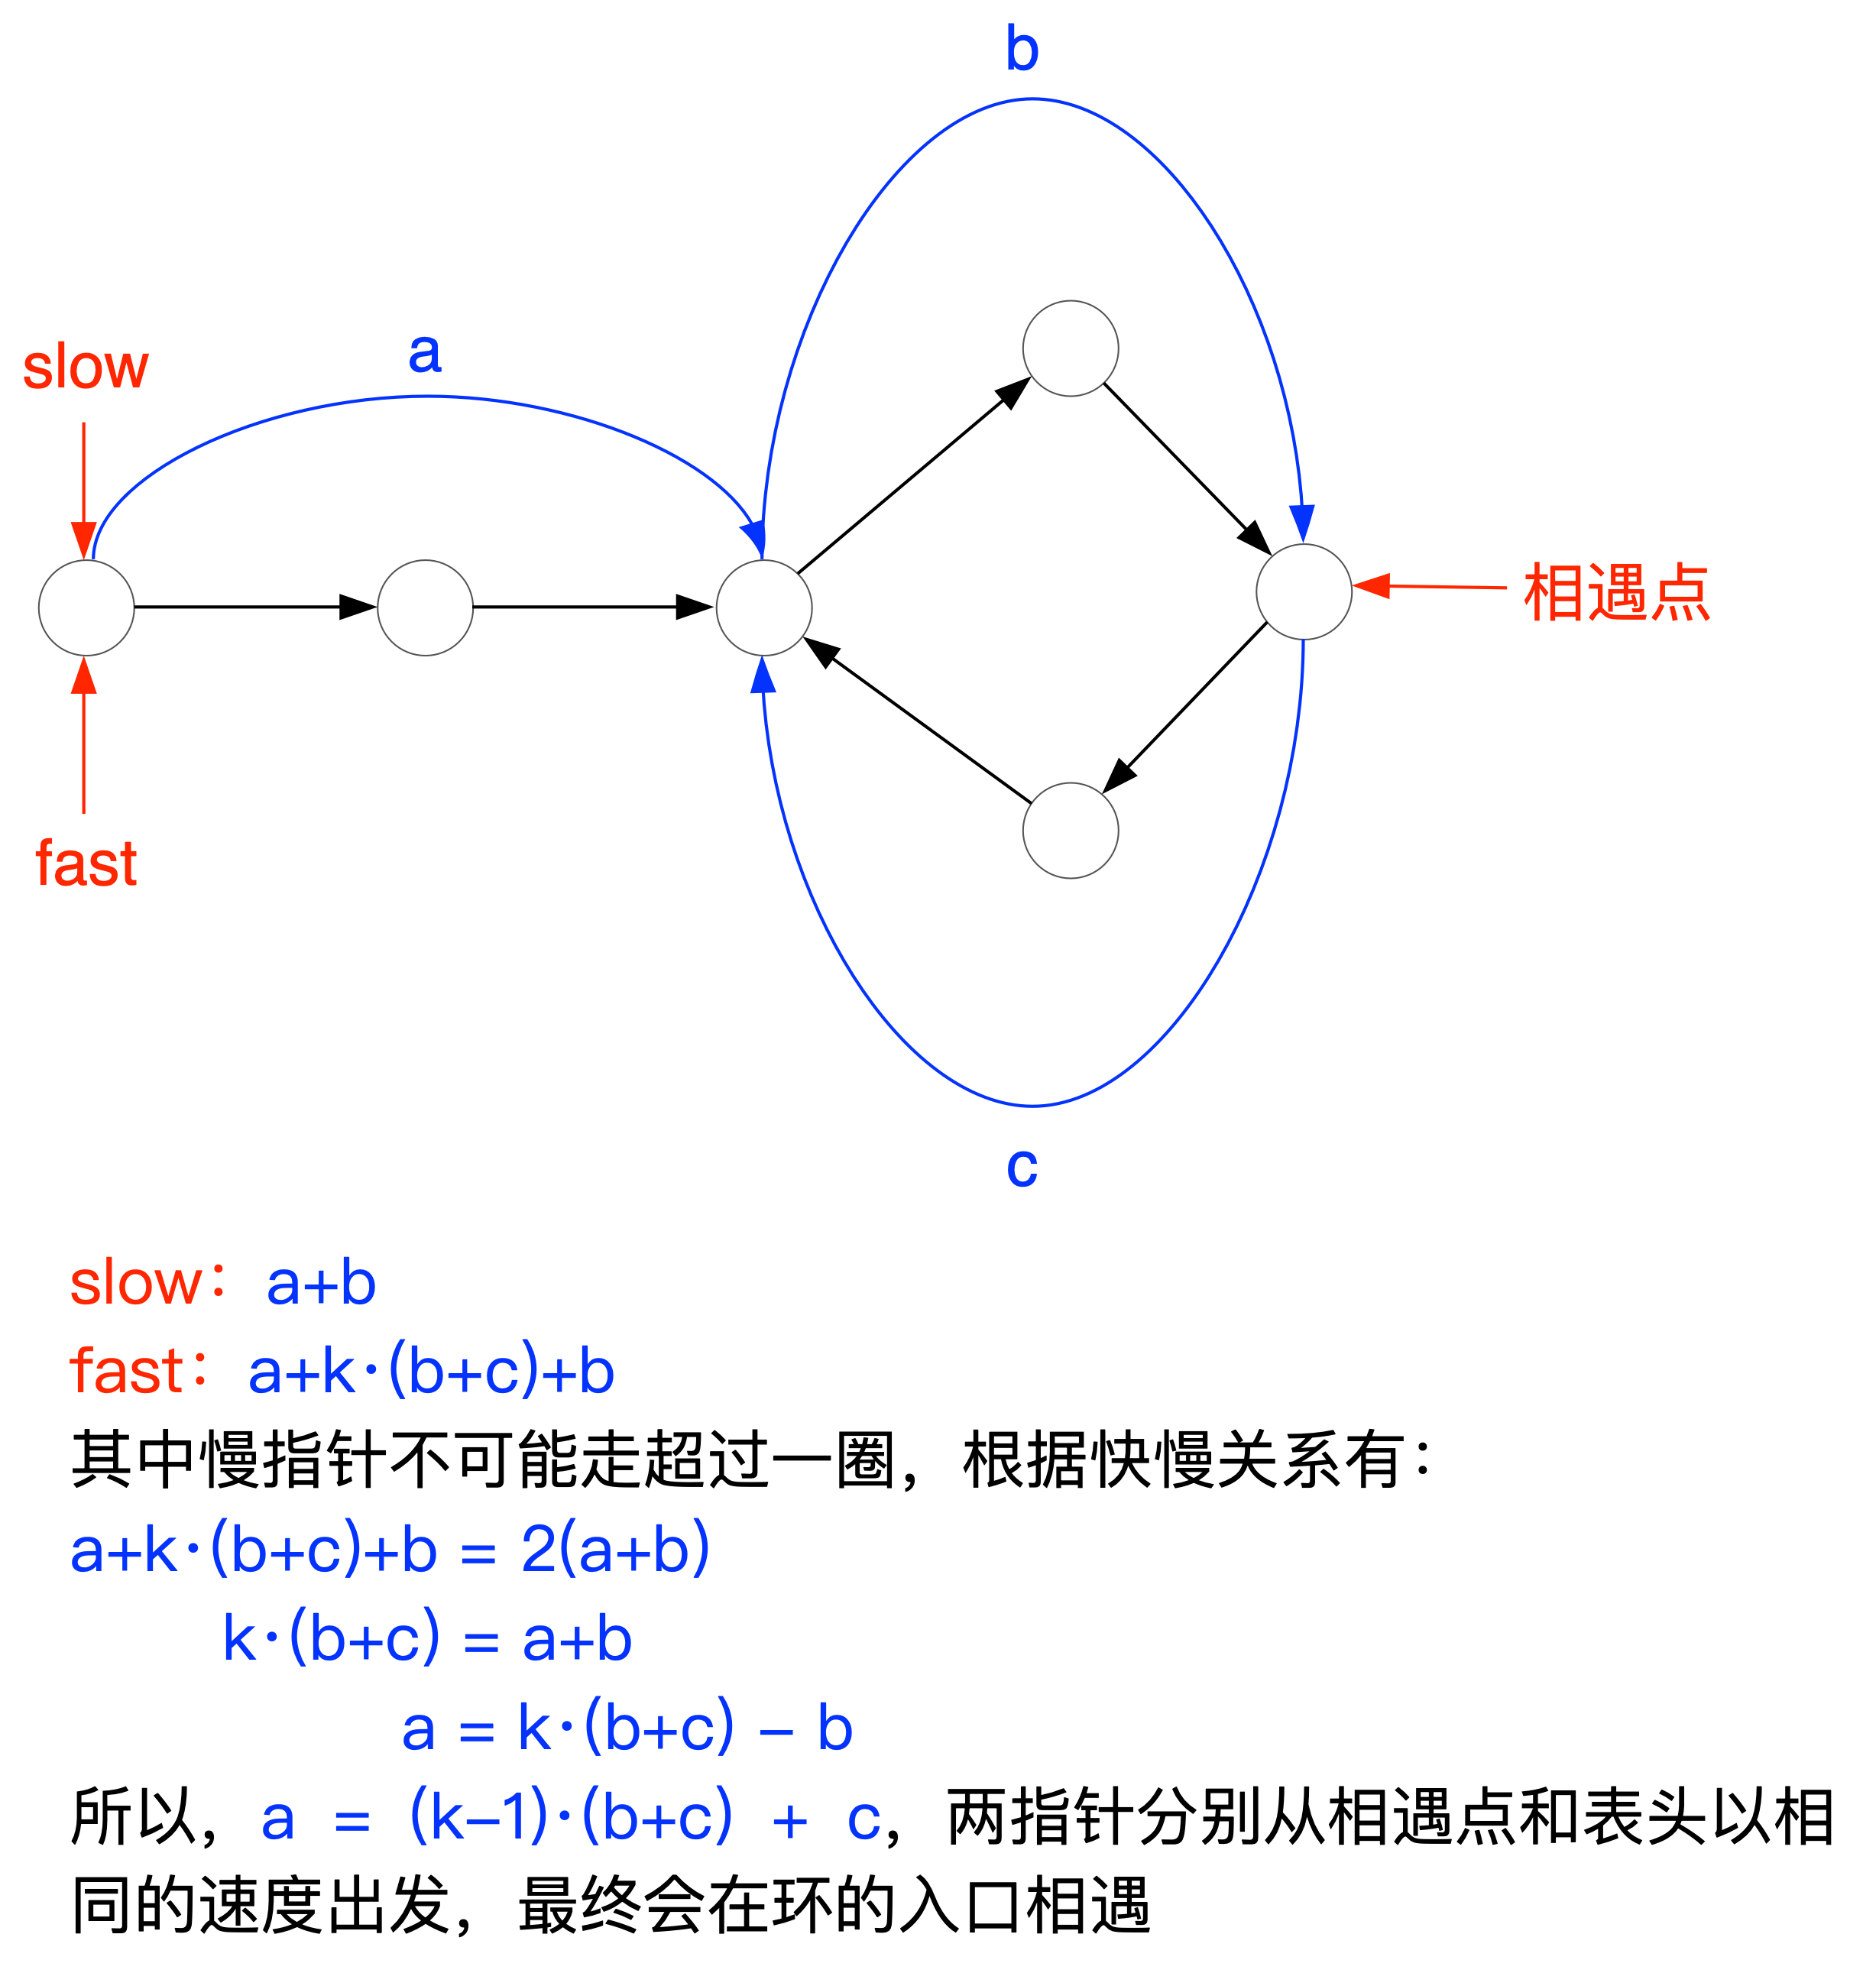 b
a
slow
相遇点
fast
c
slow：a+b
fast：a+k·(b+c)+b
其中慢指针不可能走超过一圈，根据快慢关系有：
a+k·(b+c)+b = 2(a+b)
k·(b+c) = a+b
a = k·(b+c) – b
所以，a = (k–1)·(b+c) + c，两指针分别从相遇点和表头以相
同的速度出发，最终会在环的入口相遇